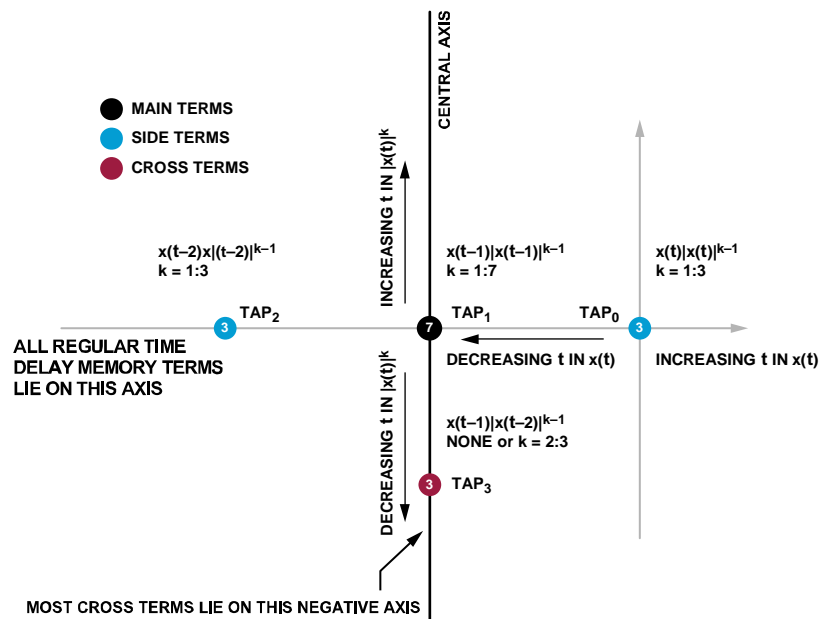 CENTRAL AXIS
MAIN TERMS
SIDE TERMS
CROSS TERMS
INCREASING t IN |x(t)|ᵏ
x(t–2)x|(t–2)|ᵏ⁻¹
k = 1:3
x(t–1)|x(t–1)|ᵏ⁻¹
k = 1:7
x(t)|x(t)|ᵏ⁻¹
k = 1:3
TAP₂
TAP₁
TAP₀
3
7
3
ALL REGULAR TIME
DELAY MEMORY TERMS
LIE ON THIS AXIS
DECREASING t IN x(t)
INCREASING t IN x(t)
DECREASING t IN |x(t)|ᵏ
x(t–1)|x(t–2)|ᵏ⁻¹
NONE or k = 2:3
3
TAP₃
MOST CROSS TERMS LIE ON THIS NEGATIVE AXIS